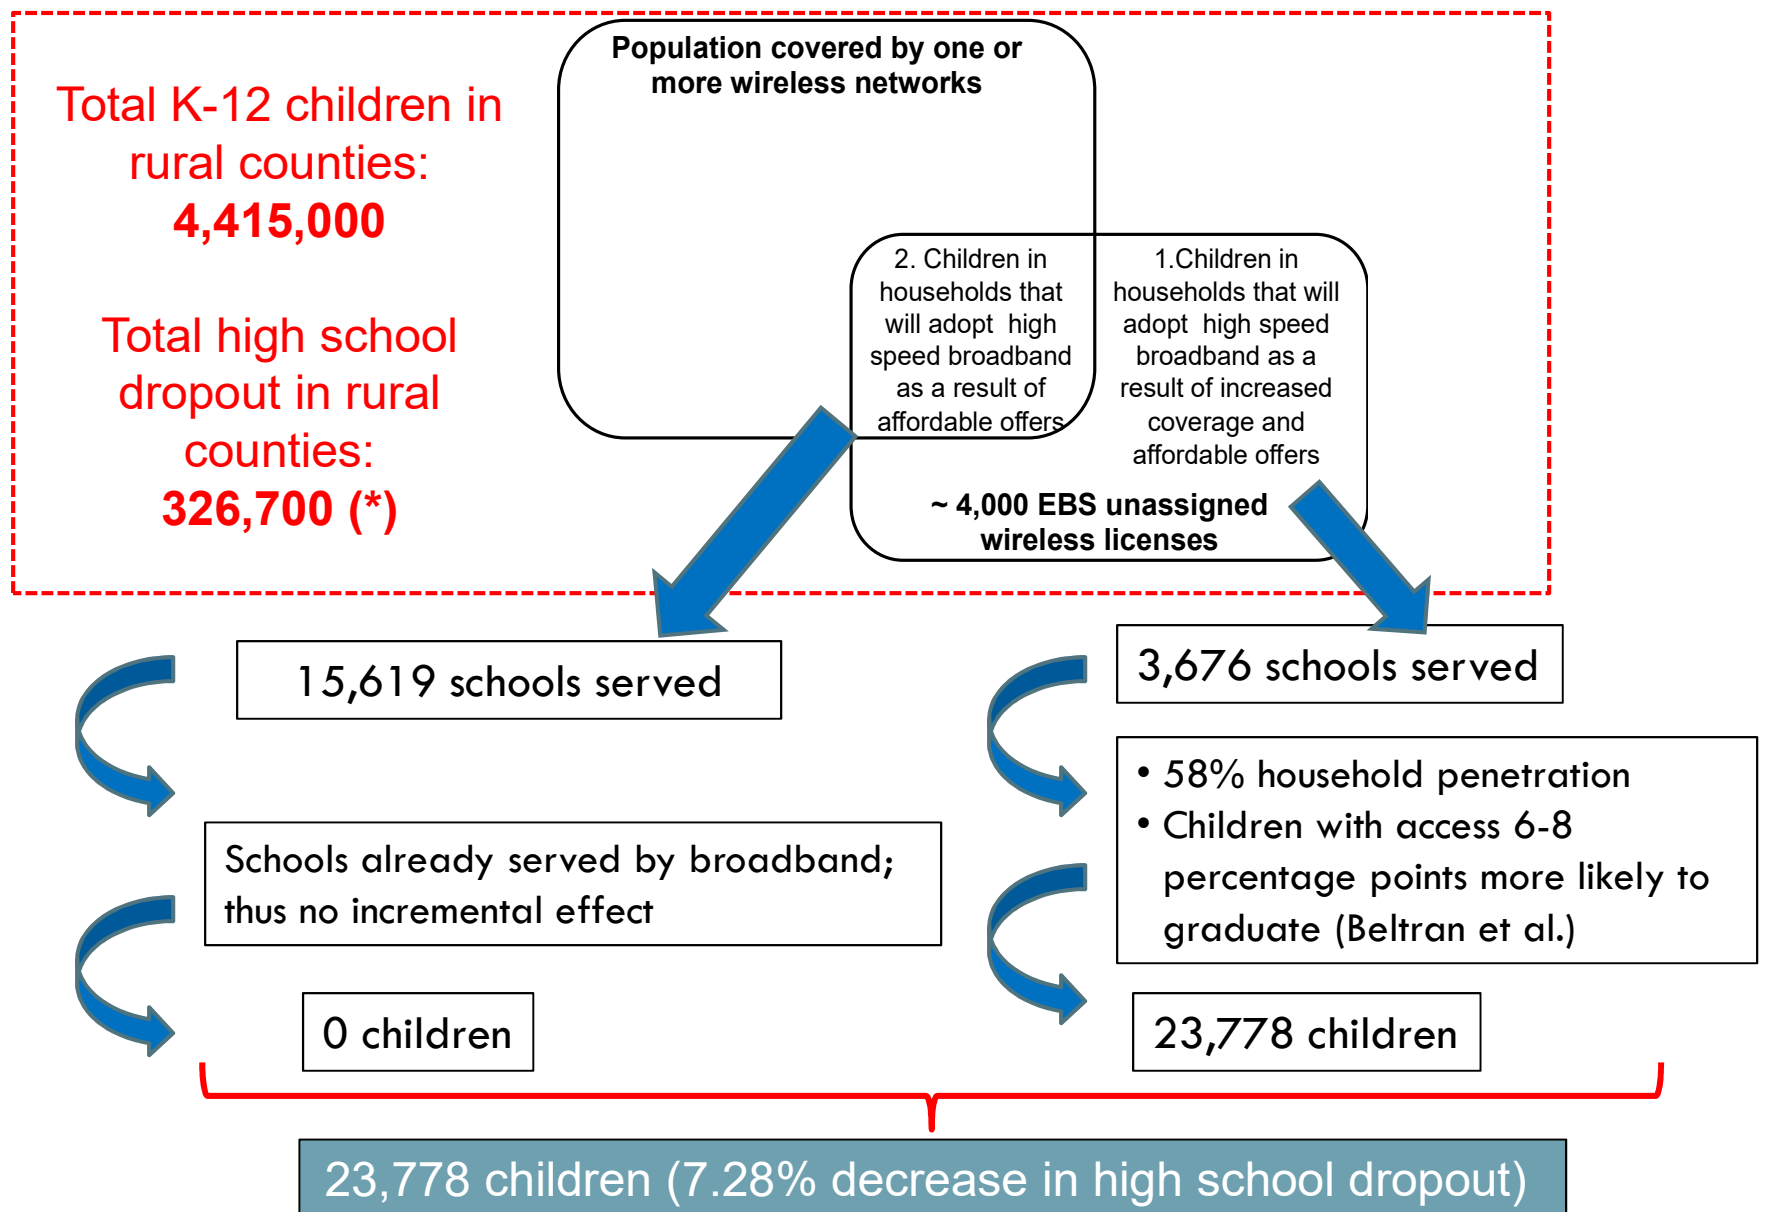 Population covered by one or
more wireless networks
Total K-12 children in
rural counties:
4,415,000
Total high school
dropout in rural
counties:
326,700 (*)
2. Children in
households that
will adopt high
speed broadband
as a result of
affordable offers
1.Children in
households that will
adopt high speed
broadband as a
result of increased
coverage and
affordable offers
~ 4,000 EBS unassigned
wireless licenses
15,619 schools served
Schools already served by broadband;
thus no incremental effect
0 children
3,676 schools served
• 58% household penetration
• Children with access 6-8
percentage points more likely to
graduate (Beltran et al.)
23,778 children
23,778 children (7.28% decrease in high school dropout)